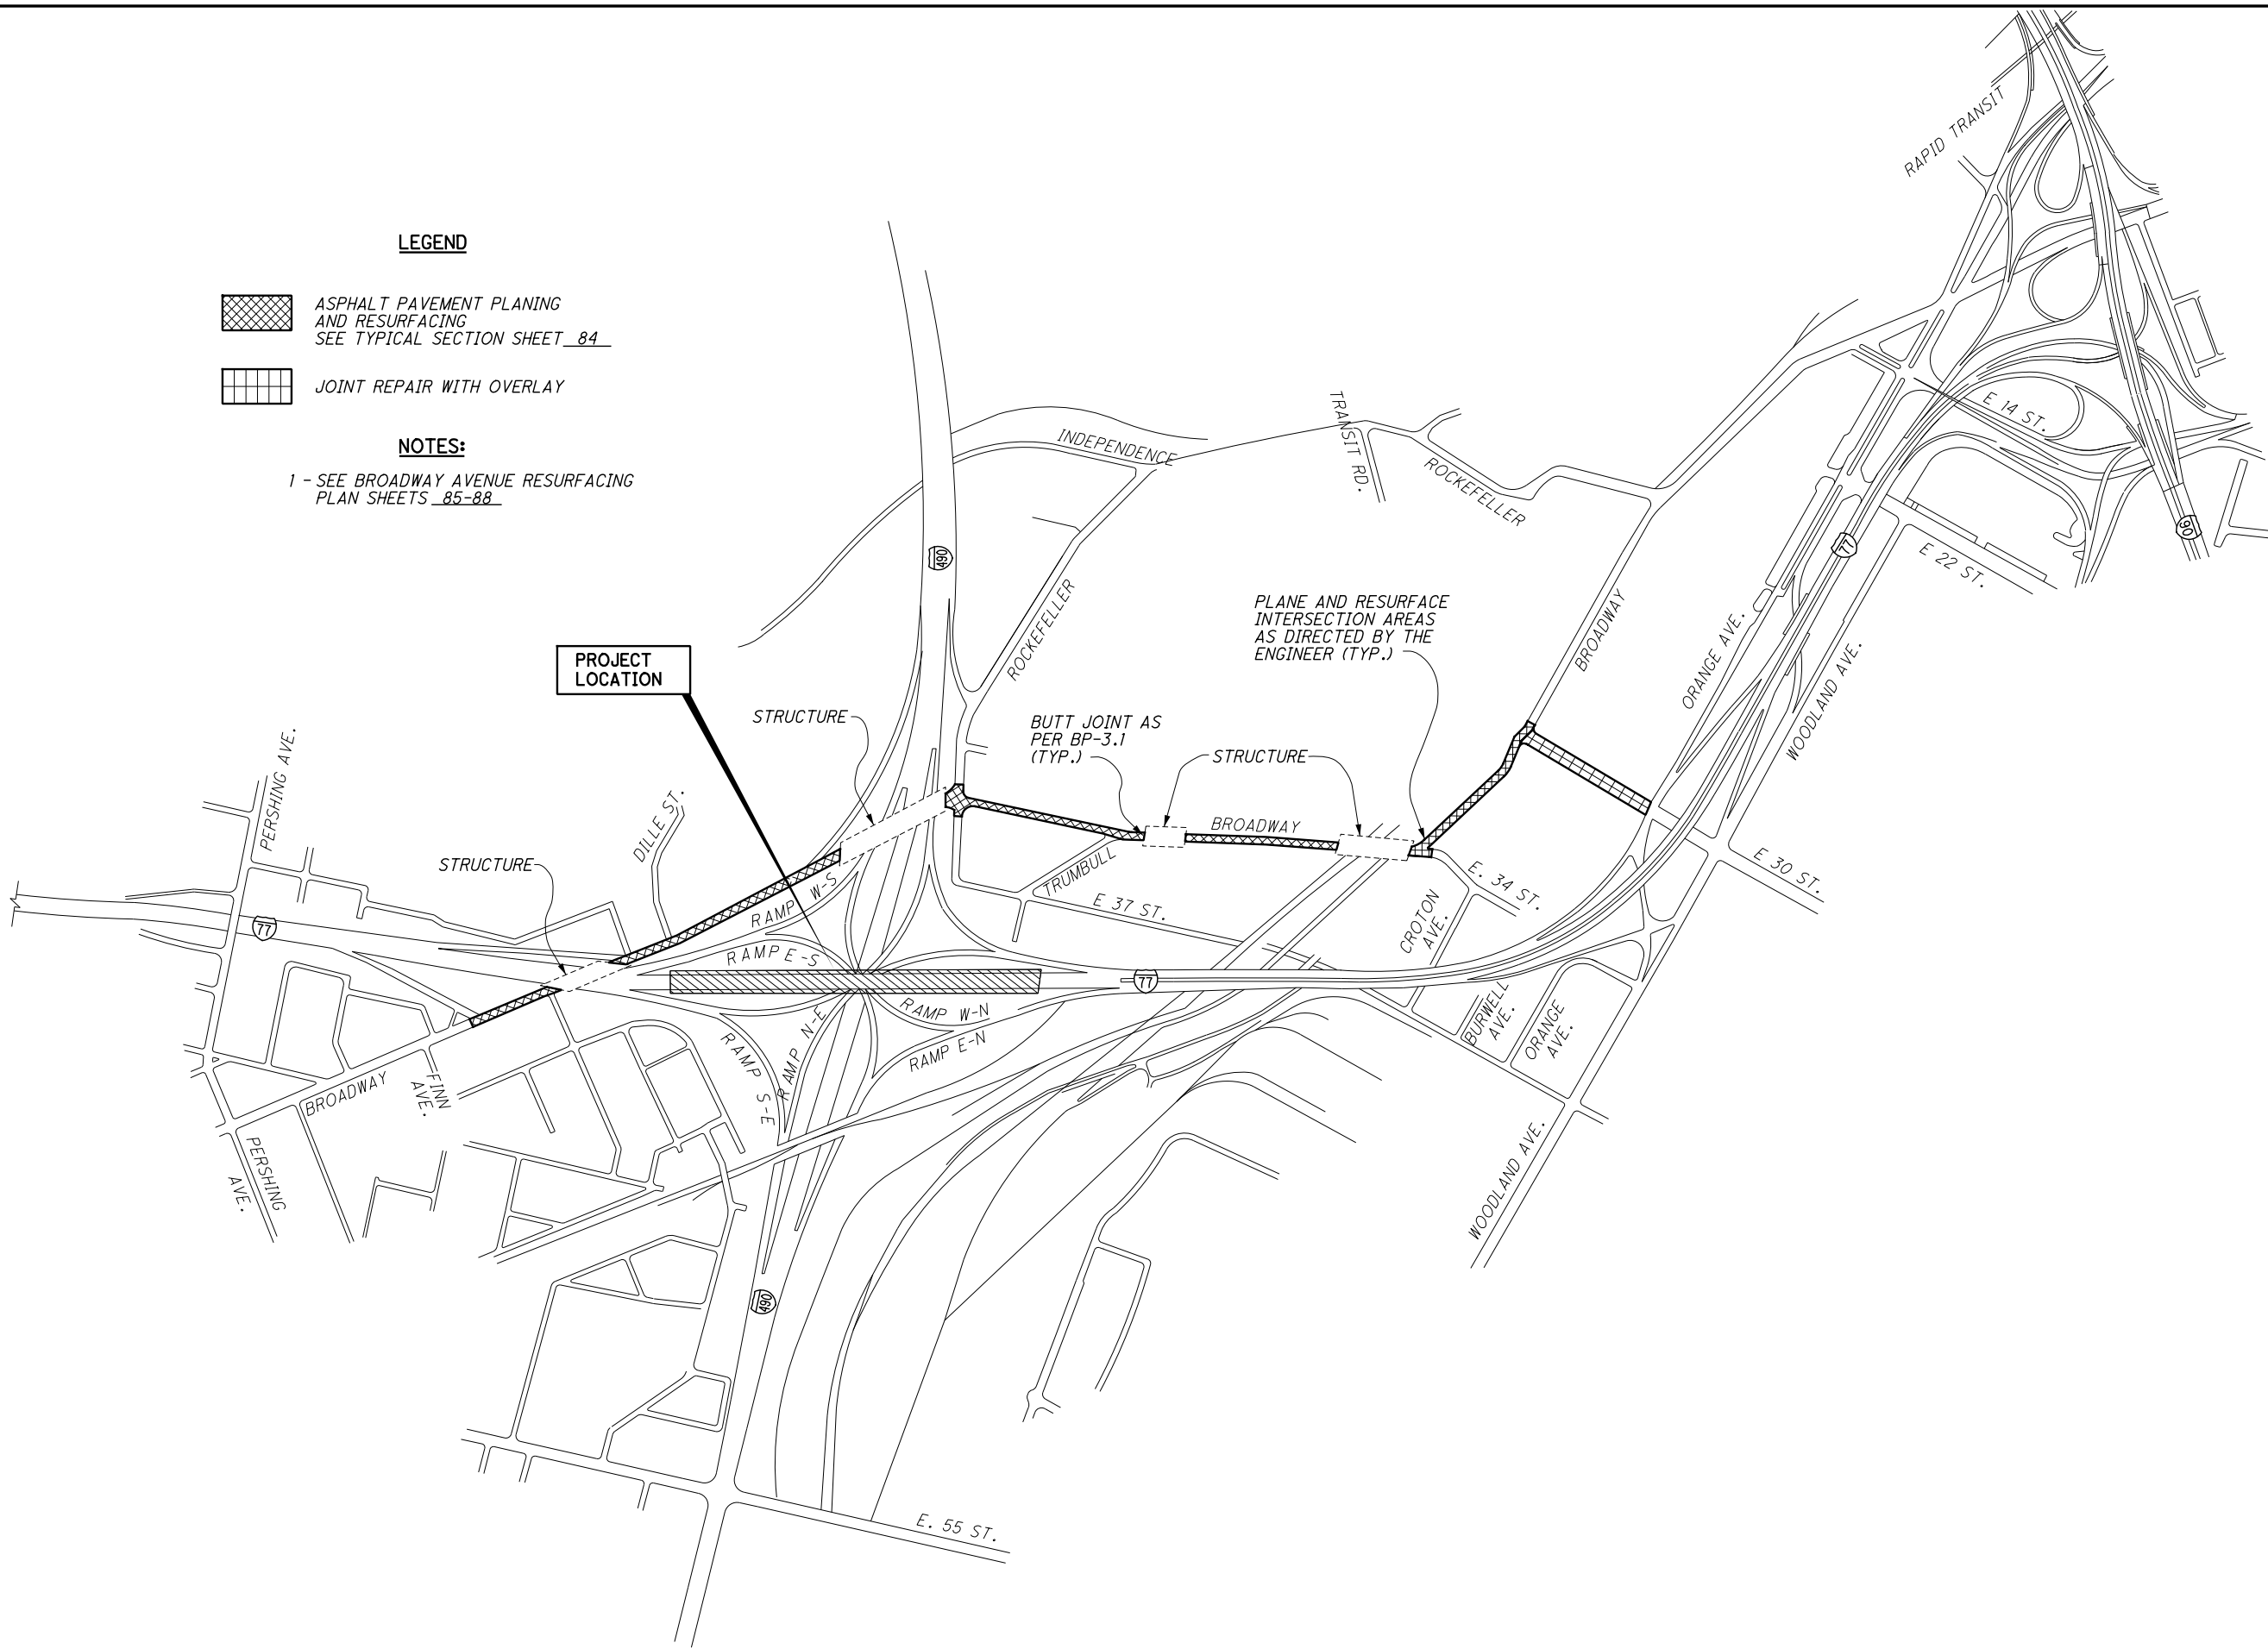 LEGEND
ASPHALT PAVEMENT PLANING
AND RESURFACING
SEE TYPICAL SECTION SHEET 84
JOINT REPAIR WITH OVERLAY
NOTES:
1 - SEE BROADWAY AVENUE RESURFACING
PLAN SHEETS 85-88
RAPID TRANSIT
E 14 ST.
INDEPENDENCE
TRANSIT RD.
ROCKEFELLER
90
77
E 22 ST.
490
ROCKEFELLER
PLANE AND RESURFACE
INTERSECTION AREAS
AS DIRECTED BY THE
ENGINEER (TYP.)
BROADWAY
ORANGE AVE.
WOODLAND AVE.
PROJECT
LOCATION
STRUCTURE
BUTT JOINT AS
PER BP-3.1
(TYP.)
STRUCTURE
PERSHING AVE.
DILLE ST.
BROADWAY
STRUCTURE
TRUMBULL
E. 34 ST.
E 30 ST.
RAMP W-S
E 37 ST.
CROTON
AVE.
77
RAMP E-S
77
RAMP W-N
BURWELL
AVE.
ORANGE
AVE.
RAMP N-E
RAMP E-N
RAMP S-E
BROADWAY
FINN
AVE.
PERSHING
AVE.
WOODLAND AVE.
490
E. 55 ST.